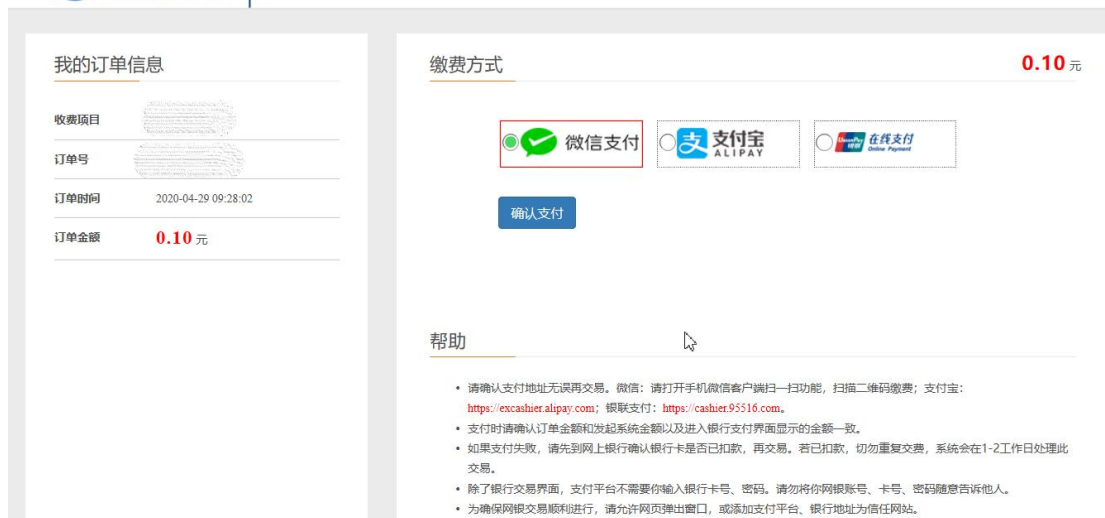 我的订单信息
收费项目
订单号
订单时间 2020-04-29 09:28:02
订单金额 0.10 元
缴费方式 0.10 元
微信支付 支付宝 ALIPAY UnionPay 银联 在线支付 Online Payment
确认支付
帮助
• 请确认支付地址无误再交易。微信：请打开手机微信客户端扫一扫功能，扫描二维码缴费；支付宝：
https://excashier.alipay.com；银联支付：https://cashier.95516.com。
• 支付时请确认订单金额和发起系统金额以及进入银行支付界面显示的金额一致。
• 如果支付失败，请先到网上银行确认银行卡是否已扣款，再交易。若已扣款，切勿重复交费，系统会在1-2工作日处理此
交易。
• 除了银行交易界面，支付平台不需要你输入银行卡号、密码。请勿将你网银账号、卡号、密码随意告诉他人。
• 为确保网银交易顺利进行，请允许网页弹出窗口，或添加支付平台、银行地址为信任网站。